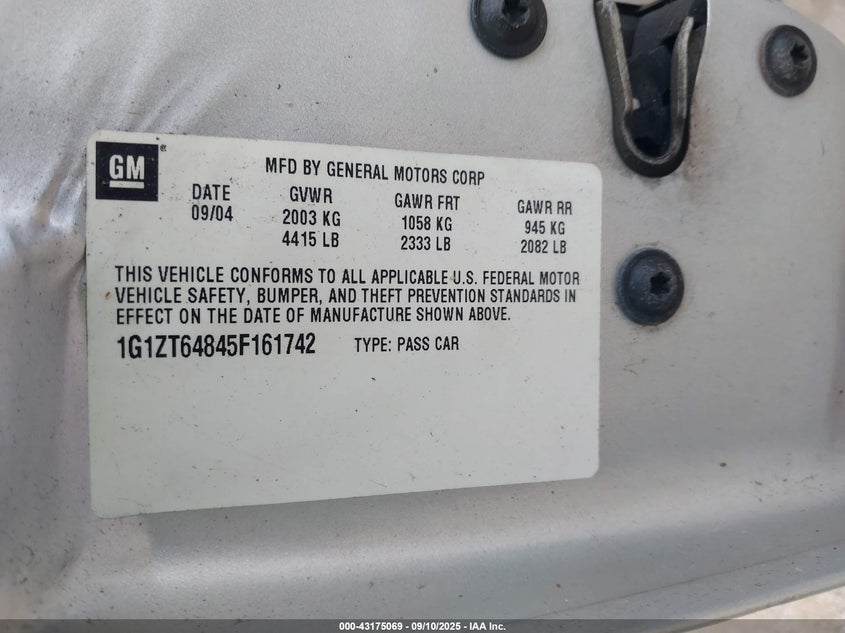 GM
MFD BY GENERAL MOTORS CORP
DATE GVWR GAWR FRT GAWR RR
09/04 2003 KG 1058 KG 945 KG
4415 LB 2333 LB 2082 LB
THIS VEHICLE CONFORMS TO ALL APPLICABLE U.S. FEDERAL MOTOR
VEHICLE SAFETY, BUMPER, AND THEFT PREVENTION STANDARDS IN
EFFECT ON THE DATE OF MANUFACTURE SHOWN ABOVE.
1G1ZT64845F161742 TYPE: PASS CAR
000-43175069 - 09/10/2025 - IAA Inc.